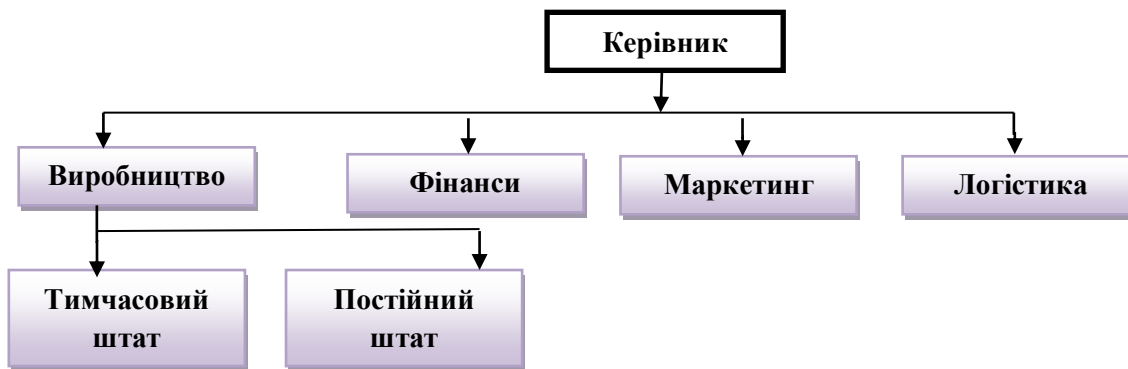 Керівник
Виробництво
Фінанси
Маркетинг
Логістика
Тимчасовий
штат
Постійний
штат